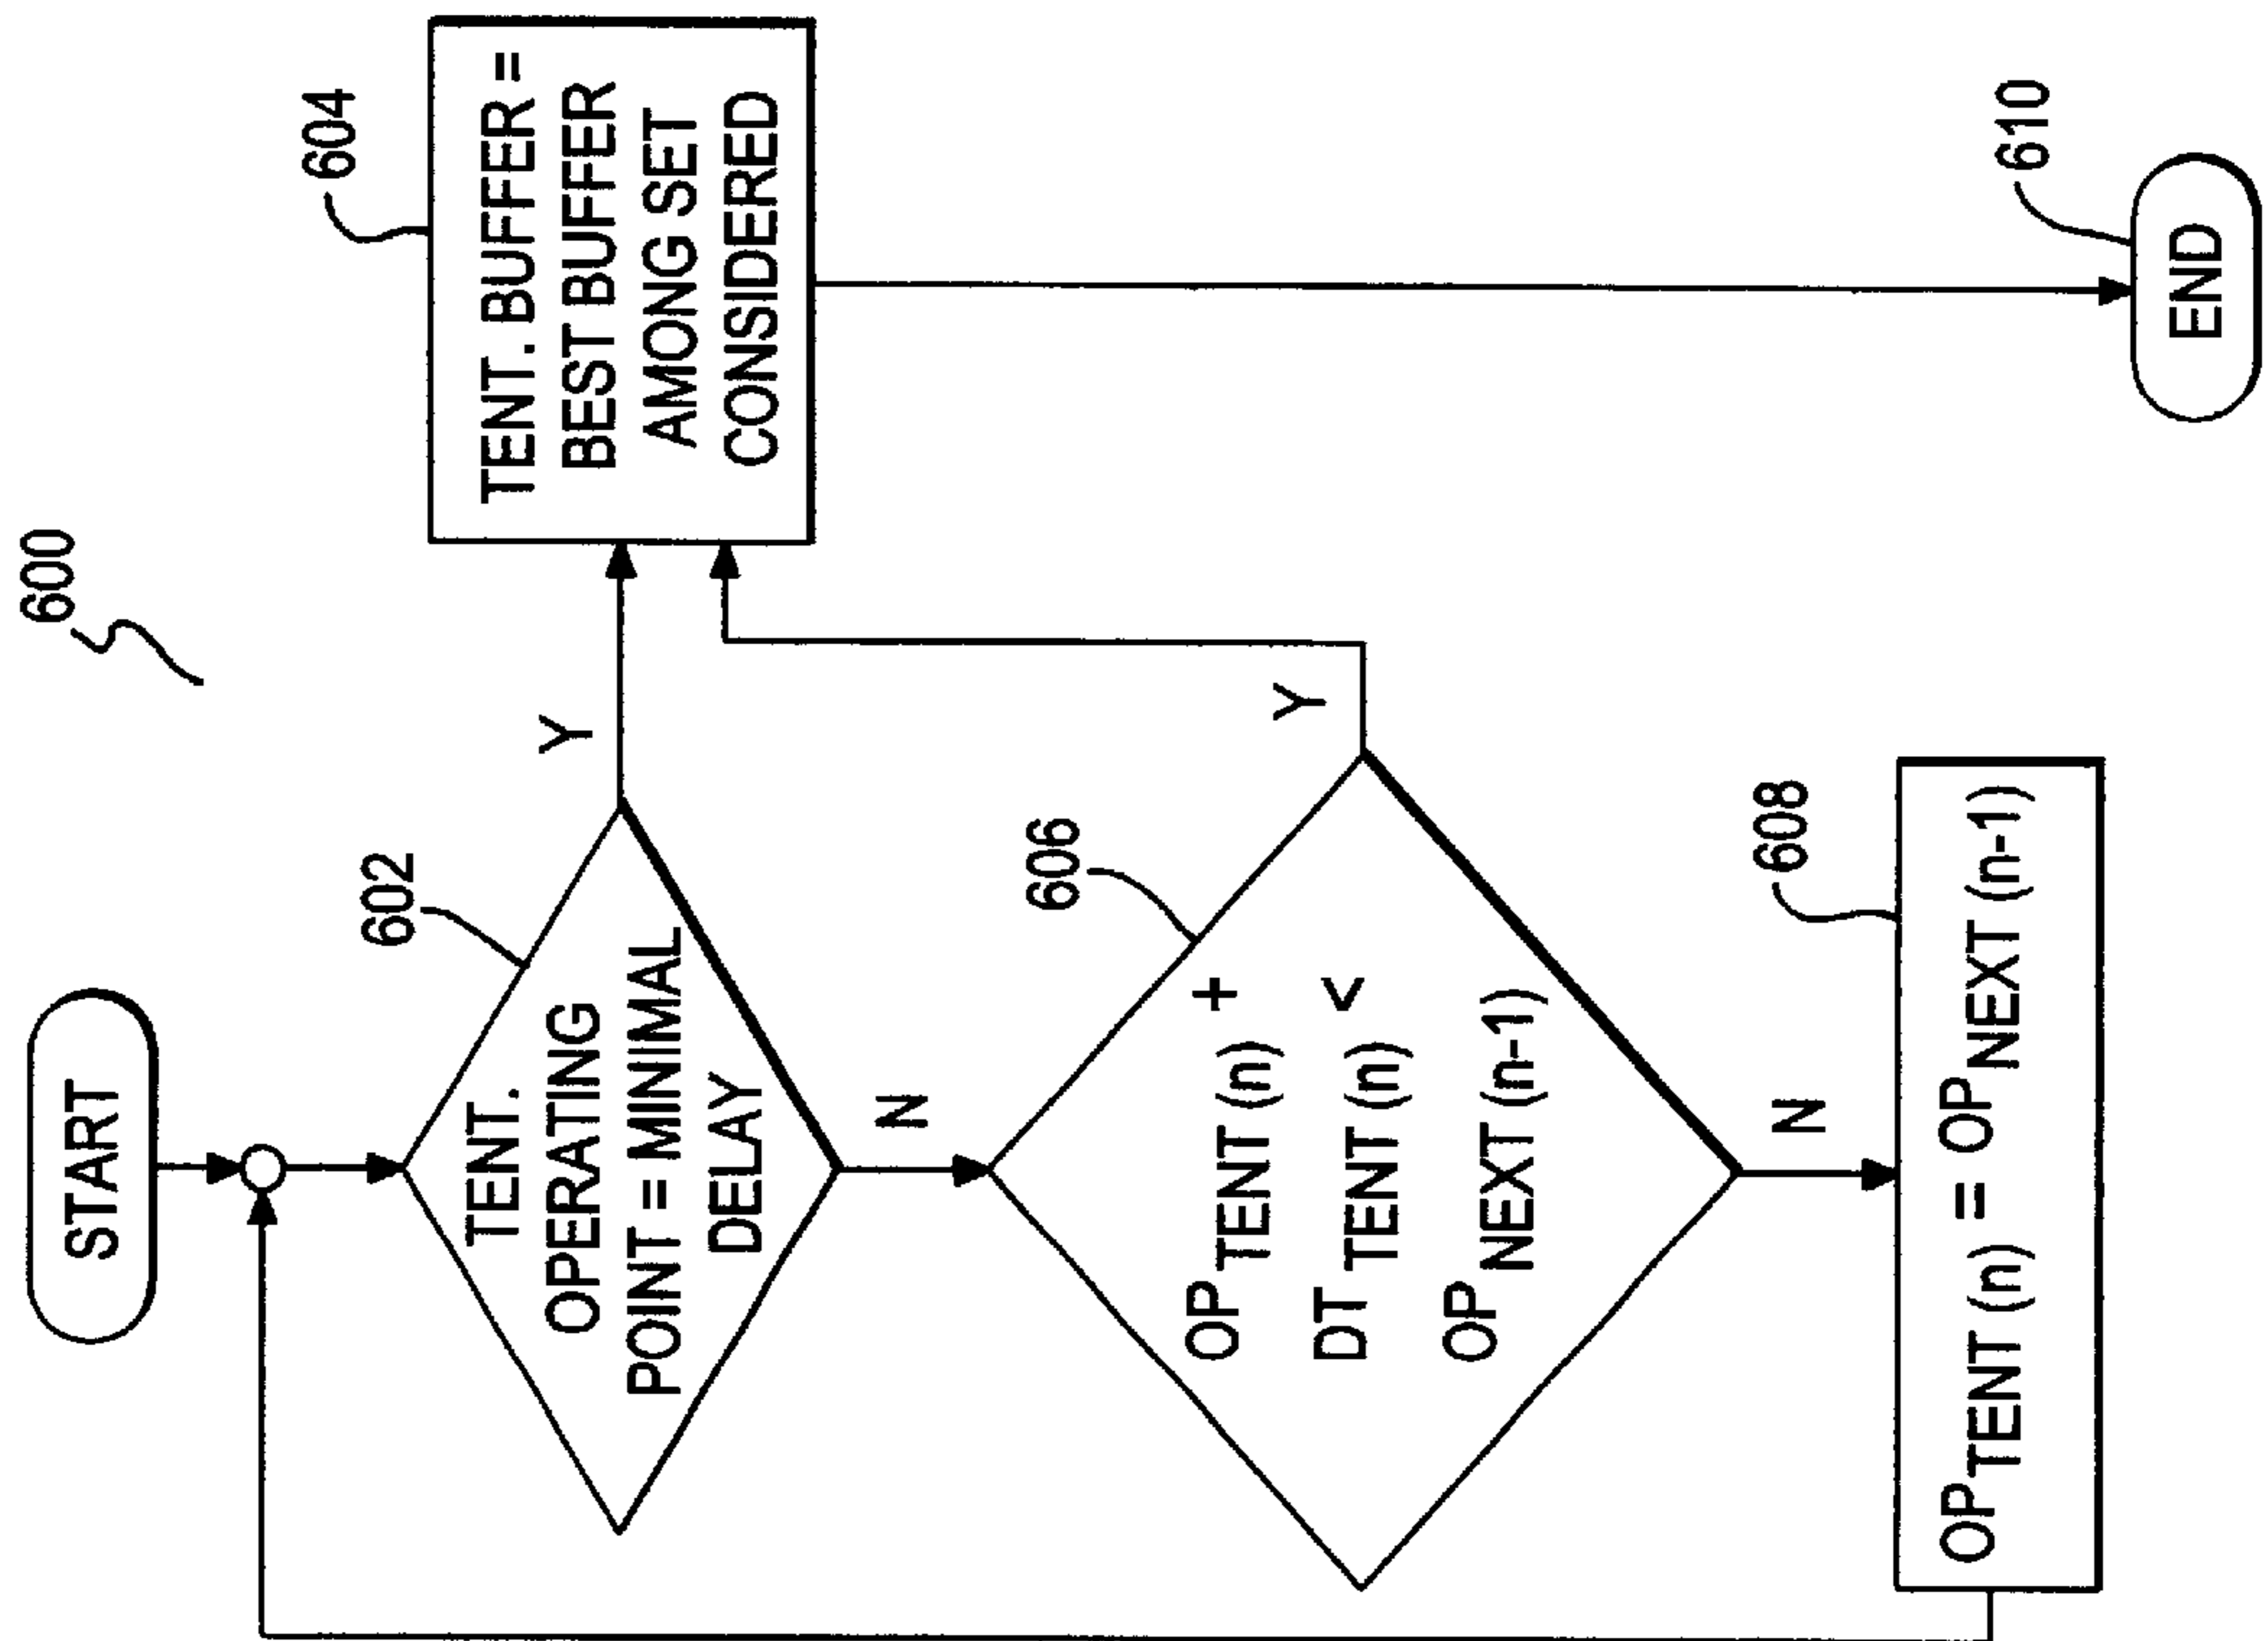 600
START
602
TENT.
OPERATING
POINT = MINIMAL
DELAY
Y
N
604
TENT. BUFFER =
BEST BUFFER
AMONG SET
CONSIDERED
606
OP TENT (n) +
DT TENT (n) <
OP NEXT (n-1)
Y
N
608
OP TENT (n) = OP NEXT (n-1)
610
END